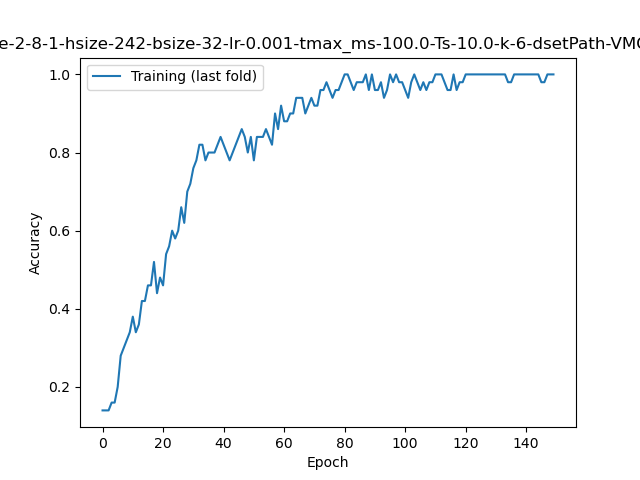 e-2-8-1-hsize-242-bsize-32-lr-0.001-tmax_ms-100.0-Ts-10.0-k-6-dsetPath-VMC
Training (last fold)
1.0
0.8
0.6
0.4
0.2
Accuracy
0 20 40 60 80 100 120 140
Epoch